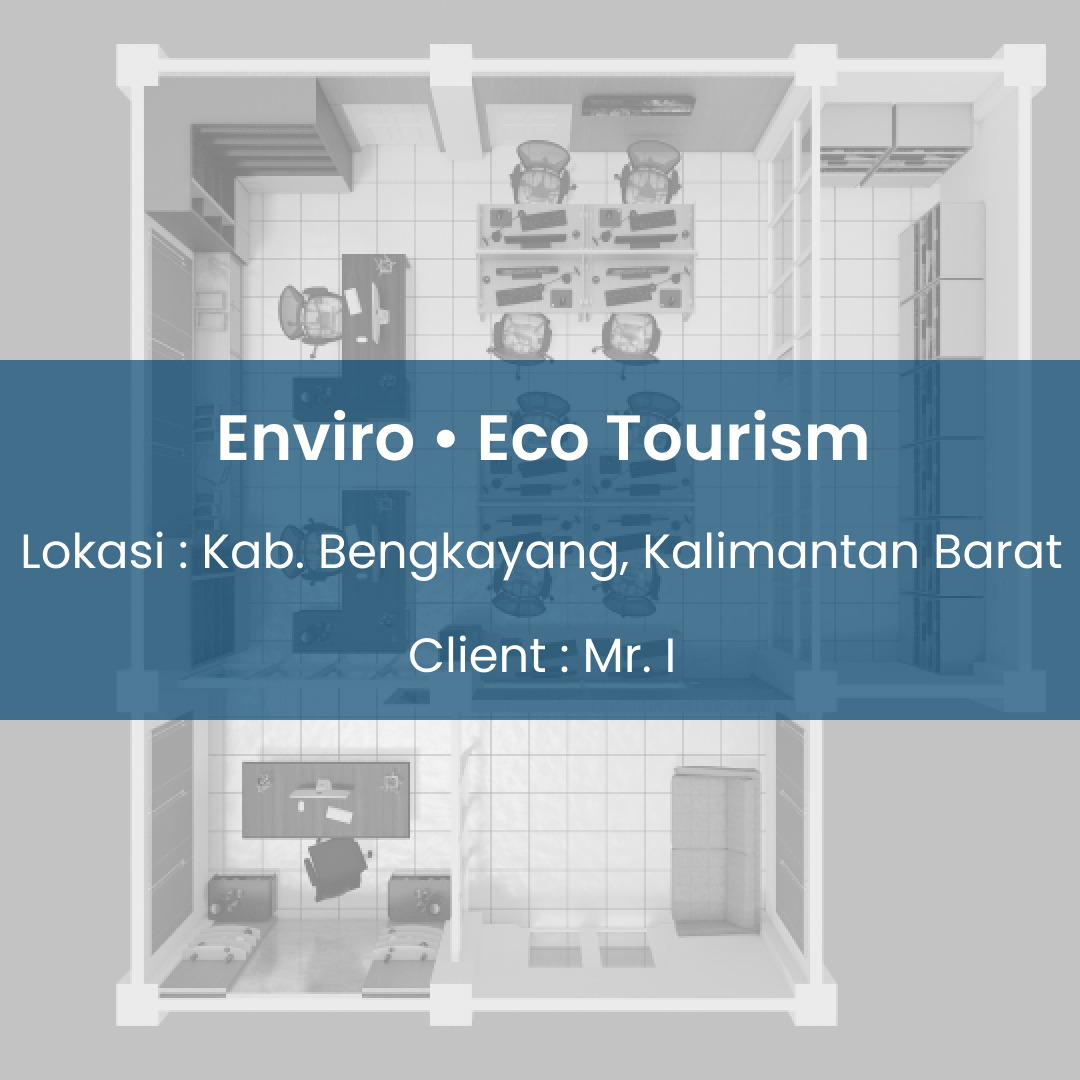 Enviro • Eco Tourism
Lokasi : Kab. Bengkayang, Kalimantan Barat
Client : Mr. I